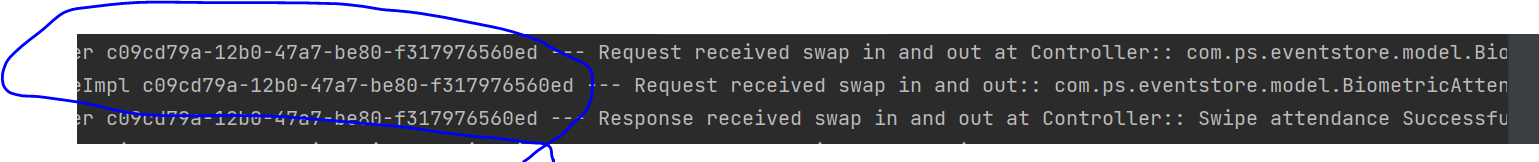 er c09cd79a-12b0-47a7-be80-f317976560ed --- Request received swap in and out at Controller:: com.ps.eventstore.model.Bio
eImpl c09cd79a-12b0-47a7-be80-f317976560ed --- Request received swap in and out:: com.ps.eventstore.model.BiometricAtten
er c09cd79a-12b0-47a7-be80-f317976560ed --- Response received swap in and out at Controller:: Swipe attendance Successfu